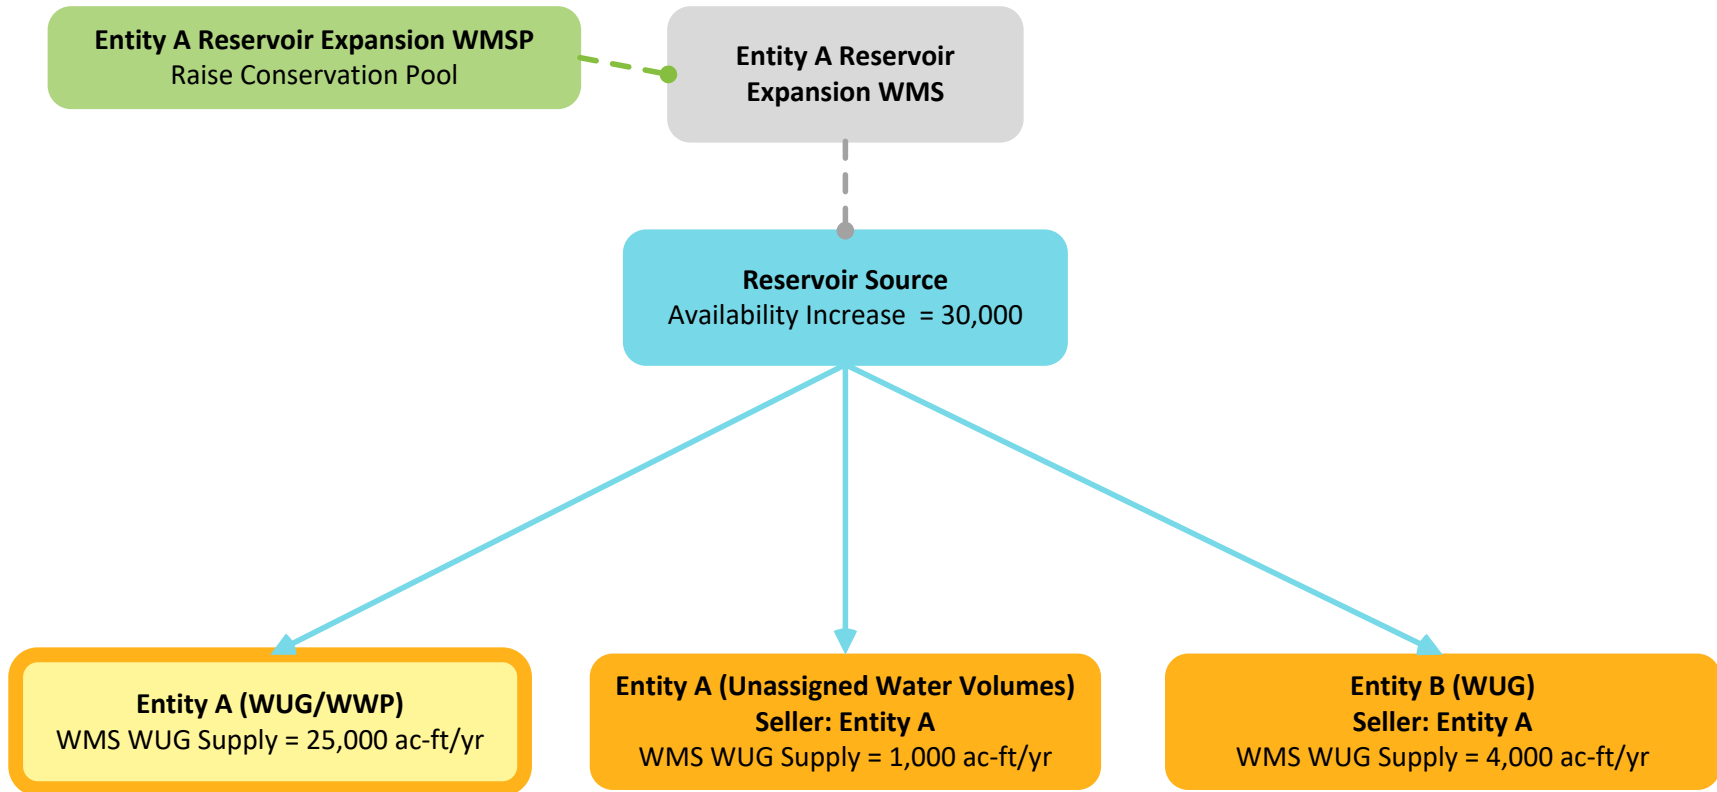 Entity A Reservoir Expansion WMSP
Raise Conservation Pool
Entity A Reservoir
Expansion WMS
Reservoir Source
Availability Increase  = 30,000
Entity A (WUG/WWP)
WMS WUG Supply = 25,000 ac-ft/yr
Entity A (Unassigned Water Volumes)
Seller: Entity A
WMS WUG Supply = 1,000 ac-ft/yr
Entity B (WUG)
Seller: Entity A
WMS WUG Supply = 4,000 ac-ft/yr